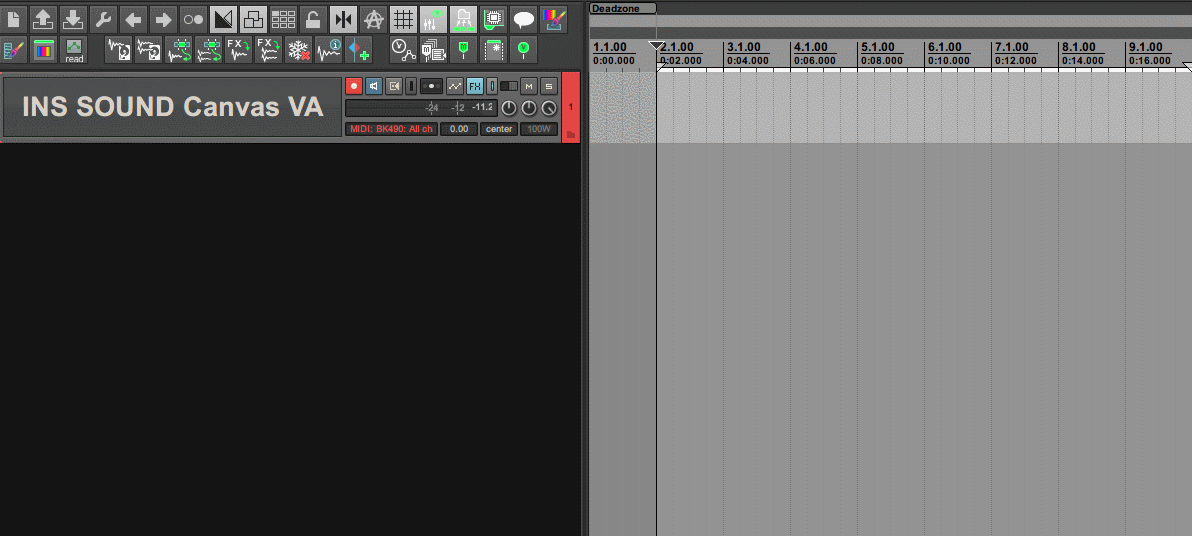 Deadzone
1.1.00 2.1.00 3.1.00 4.1.00 5.1.00 6.1.00 7.1.00 8.1.00 9.1.00
0:00.000 0:02.000 0:04.000 0:06.000 0:08.000 0:10.000 0:12.000 0:14.000 0:16.000
FX FX
read
INS SOUND Canvas VA
FX M S
-24 -12 -11.2
1
MIDI: BK490: All ch 0.00 center 100W